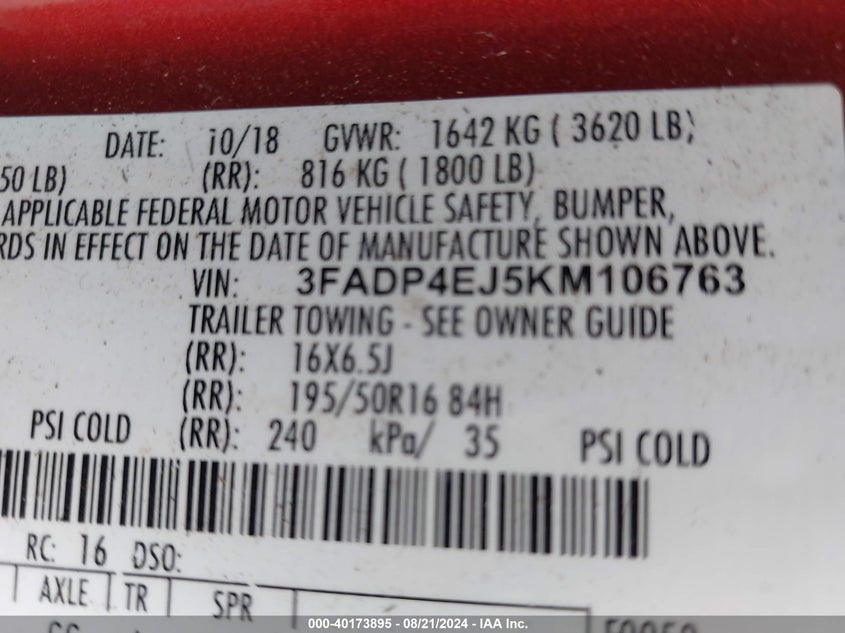 DATE: 10/18 GVWR: 1642 KG ( 3620 LB)
50 LB) (RR): 816 KG ( 1800 LB)
APPLICABLE FEDERAL MOTOR VEHICLE SAFETY, BUMPER,
RDS IN EFFECT ON THE DATE OF MANUFACTURE SHOWN ABOVE.
VIN: 3FADP4EJ5KM106763
TRAILER TOWING - SEE OWNER GUIDE
(RR): 16X6.5J
(RR): 195/50R16 84H
PSI COLD (RR): 240 kPa/ 35 PSI COLD
RC: 16 DSO:
AXLE TR SPR
000-40173895 - 08/21/2024 - IAA Inc.